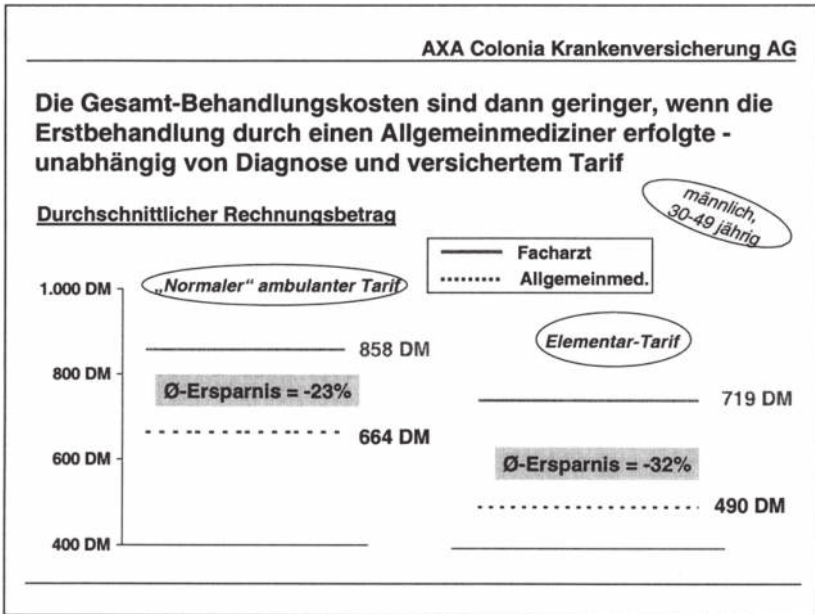 AXA Colonia Krankenversicherung AG
Die Gesamt-Behandlungskosten sind dann geringer, wenn die
Erstbehandlung durch einen Allgemeinmediziner erfolgte -
unabhängig von Diagnose und versichertem Tarif
männlich,
30-49 jährig
Durchschnittlicher Rechnungsbetrag
Facharzt
Allgemeinmed.
1.000 DM
„Normaler“ ambulanter Tarif
Elementar-Tarif
858 DM
800 DM
Ø-Ersparnis = -23%
719 DM
664 DM
600 DM
Ø-Ersparnis = -32%
490 DM
400 DM